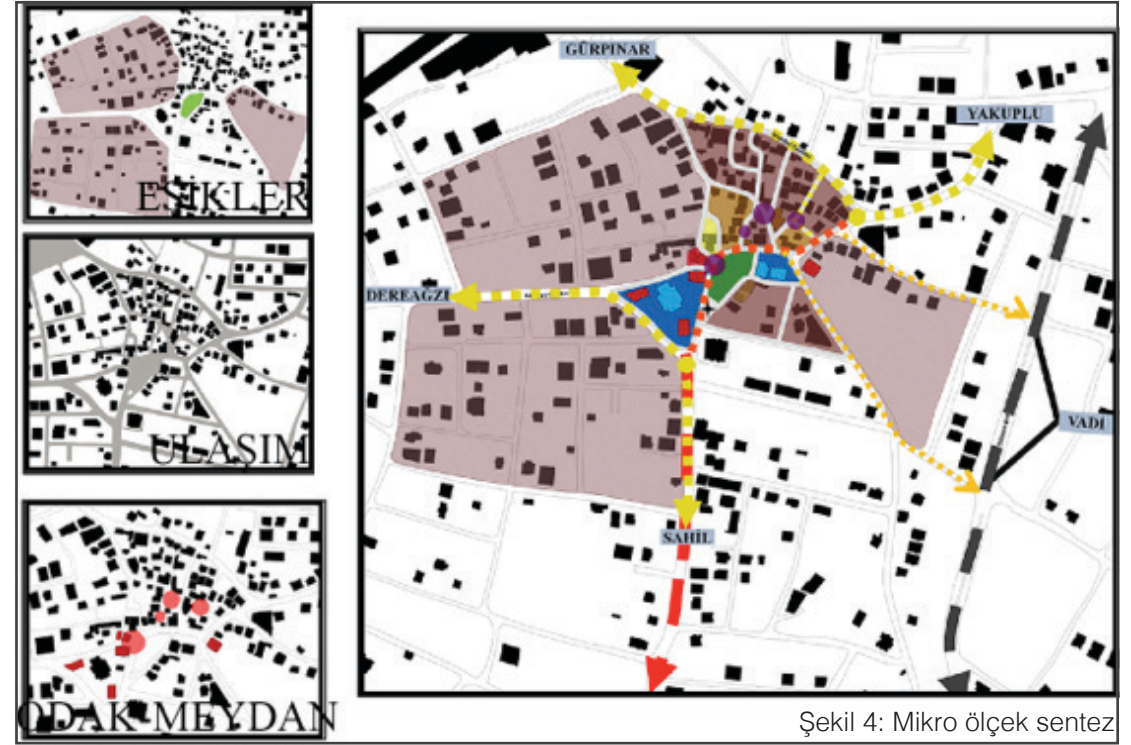 EŞİKLER
ULAŞIM
ODAK-MEYDAN
GÜRPINAR
YAKUPLU
DEREAĞZI
VADİ
SAHİL
Şekil 4: Mikro ölçek sentez